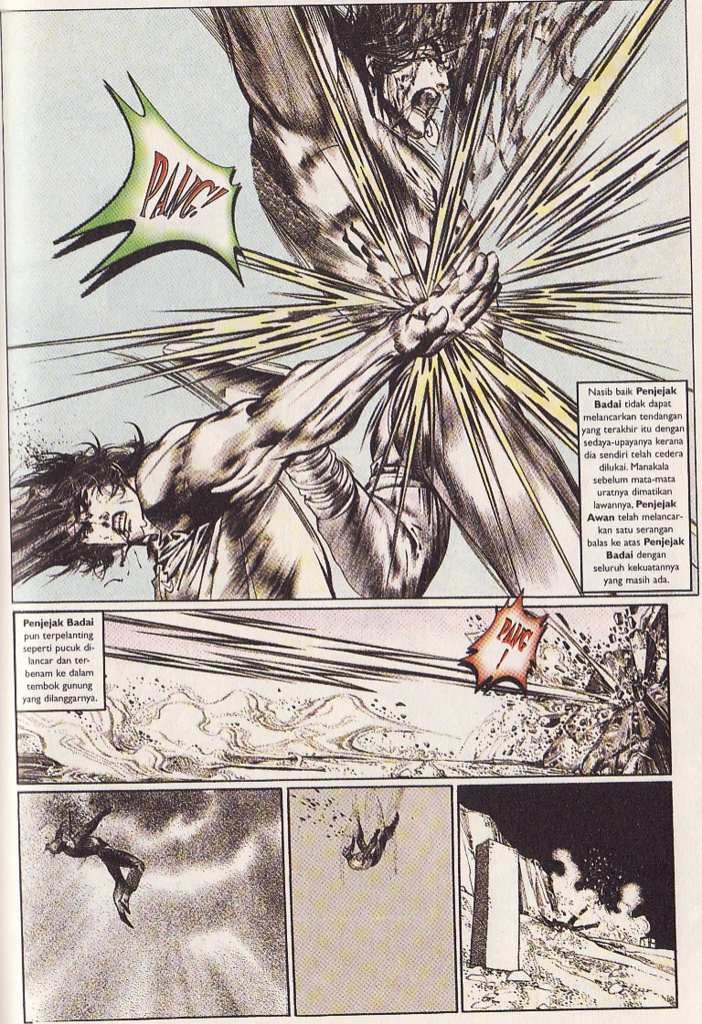 PANG!
Nasib baik Penjejak
Badai tidak dapat
melancarkan tendangan
yang terakhir itu dengan
sedaya-upayanya kerana
dia sendiri telah cedera
dilukai. Manakala
sebelum mata-mata
uratnya dimatikan
lawannya, Penjejak
Awan telah melancar-
kan satu serangan
balas ke atas Penjejak
Badai dengan
seluruh kekuatannya
yang masih ada.
Penjejak Badai
pun terpelanting
seperti pucuk di-
lancar dan ter-
benam ke dalam
tembok gunung
yang dilanggarnya.
PANG
!